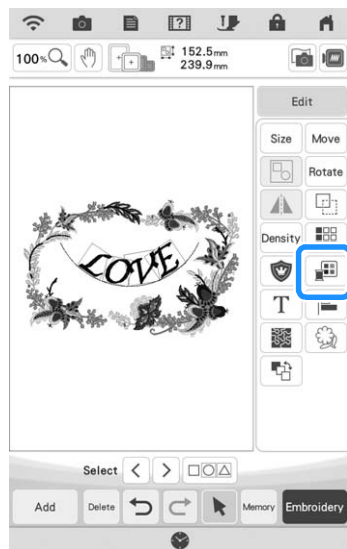 100%
152.5mm
239.9mm
Edit
Size Move
Rotate
Density
T
LOVE
Select
Add Delete Memory Embroidery